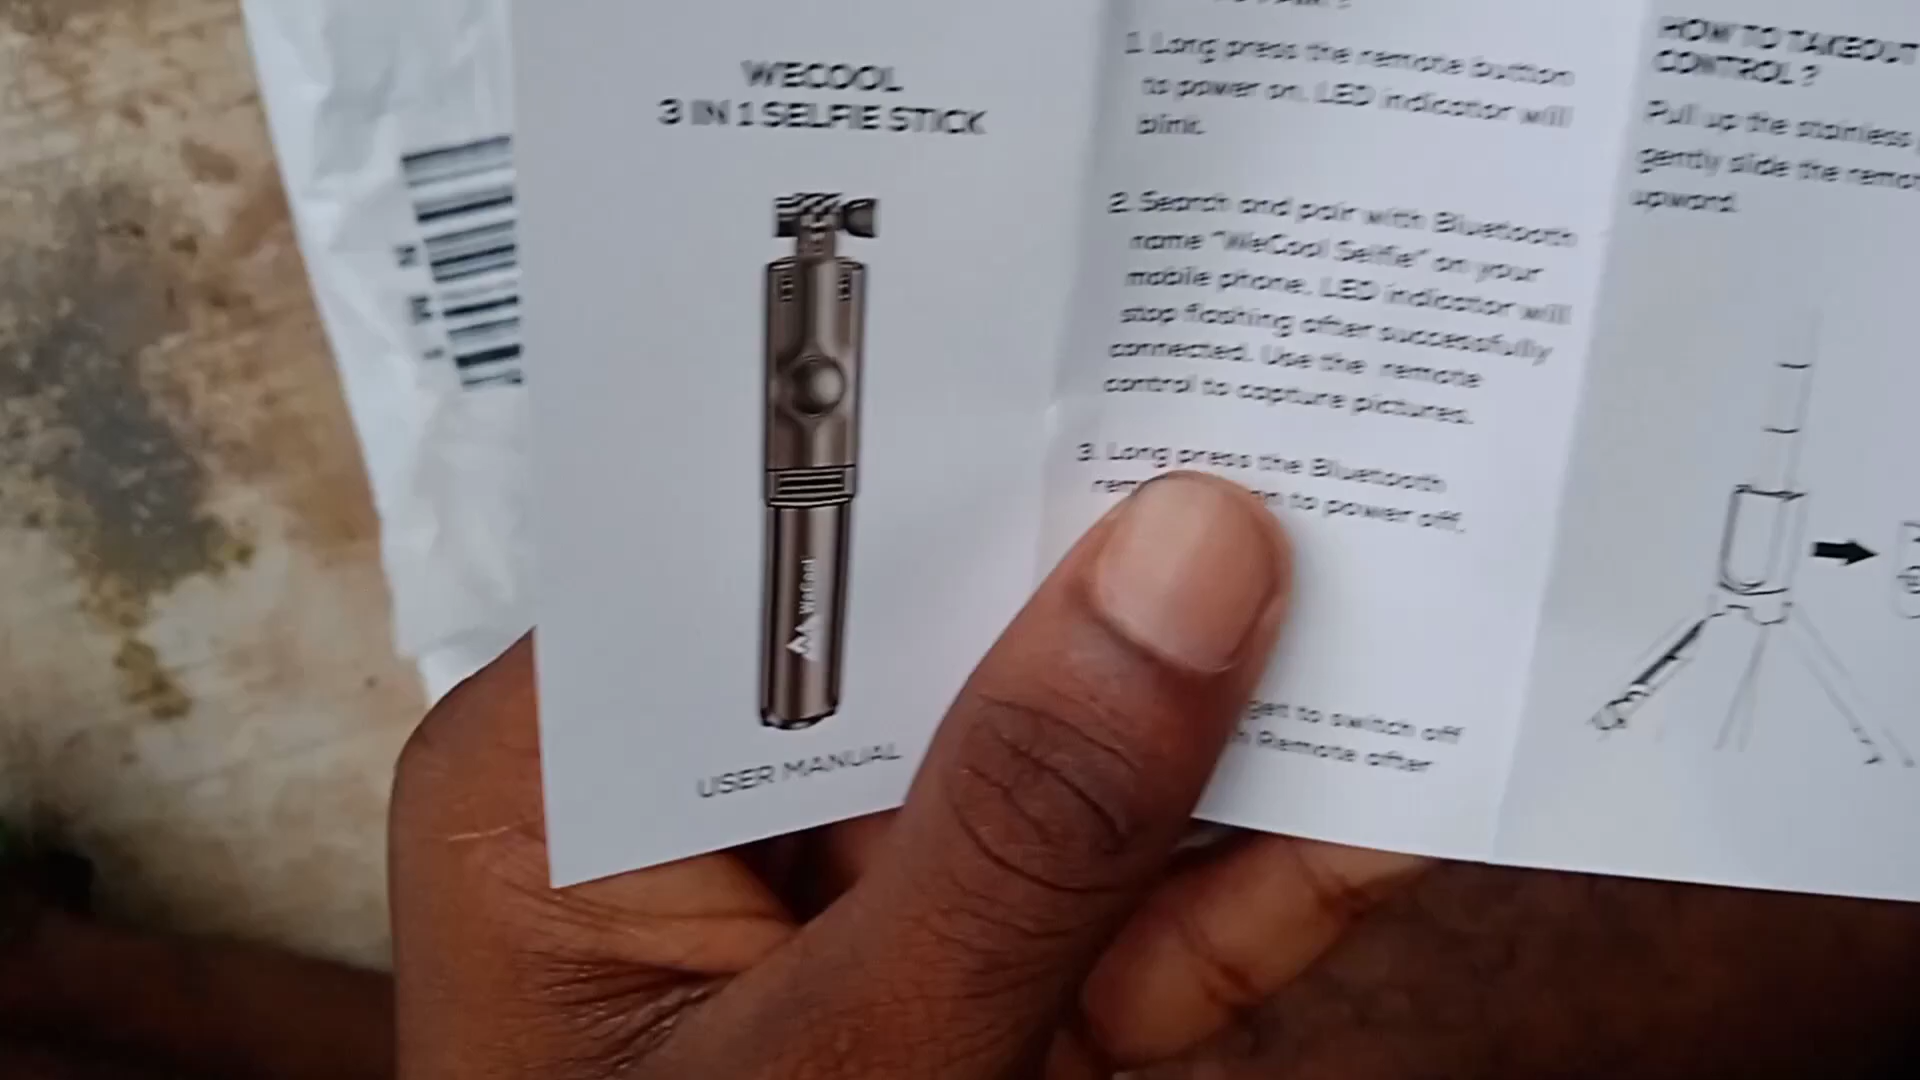 WECOOL
3 IN 1 SELFIE STICK
WeCool
USER MANUAL
1. Long press the remote button
to power on. LED indicator will
blink.
2. Search and pair with Bluetooth
name "WeCool Selfie" on your
mobile phone. LED indicator will
stop flashing after successfully
connected. Use the remote
control to capture pictures.
3. Long press the Bluetooth
to power off.
to switch off
Remote after
HOW TO TAKEOUT
CONTROL ?
Pull up the stainless
gently slide the
upward.